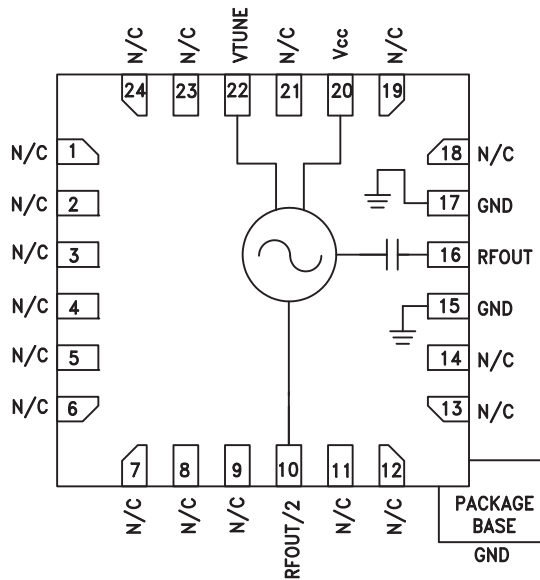 N/C N/C VTUNE N/C Vcc N/C
24 23 22 21 20 19
N/C 1
N/C 2
N/C 3
N/C 4
N/C 5
N/C 6
18 N/C
17 GND
16 RFOUT
15 GND
14 N/C
13 N/C
7 8 9 10 11 12
N/C N/C N/C RFOUT/2 N/C N/C
PACKAGE
BASE
GND